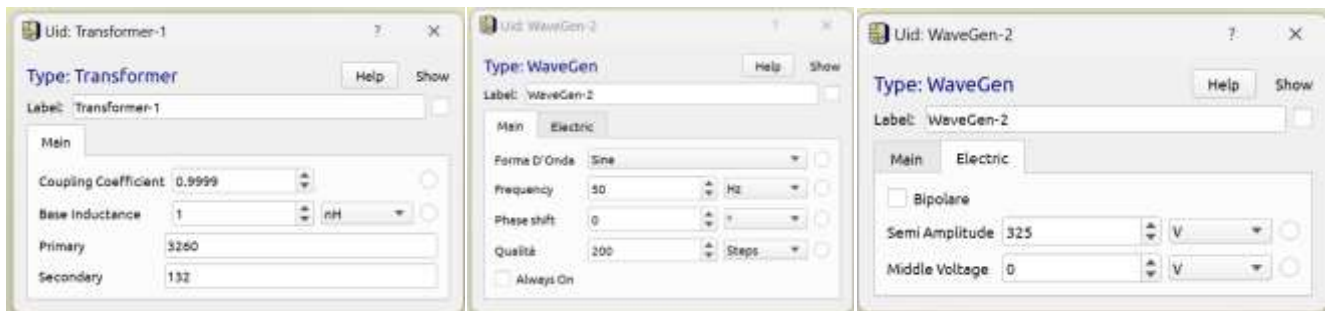 Uid: Transformer-1 ? ×
Type: Transformer Help Show
Label: Transformer-1
Main
Coupling Coefficient 0.9999
Base Inductance 1 nH
Primary 3260
Secondary 132
Uid: WaveGen-2 ? ×
Type: WaveGen Help Show
Label: WaveGen-2
Main Electric
Forma D'Onda Sine
Frequency 50 Hz
Phase shift 0 °
Qualità 200 Steps
Always On
Uid: WaveGen-2 ? ×
Type: WaveGen Help Show
Label: WaveGen-2
Main Electric
Bipolare
Semi Amplitude 325 V
Middle Voltage 0 V